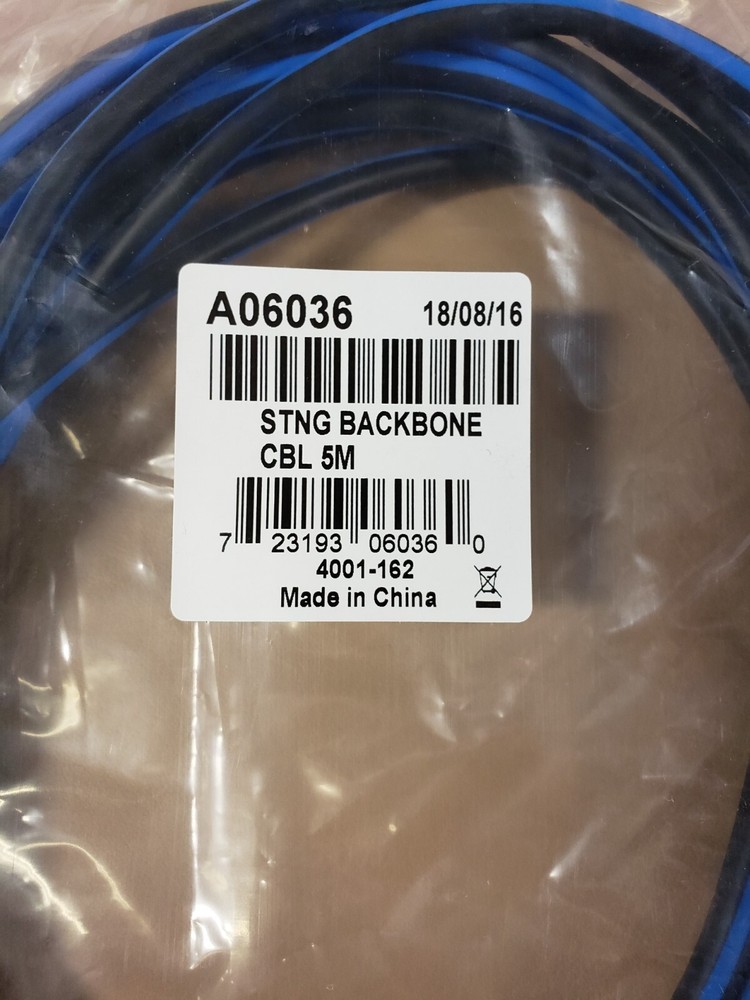 A06036 18/08/16
STNG BACKBONE
CBL 5M
7 23193 06036 0
4001-162
Made in China